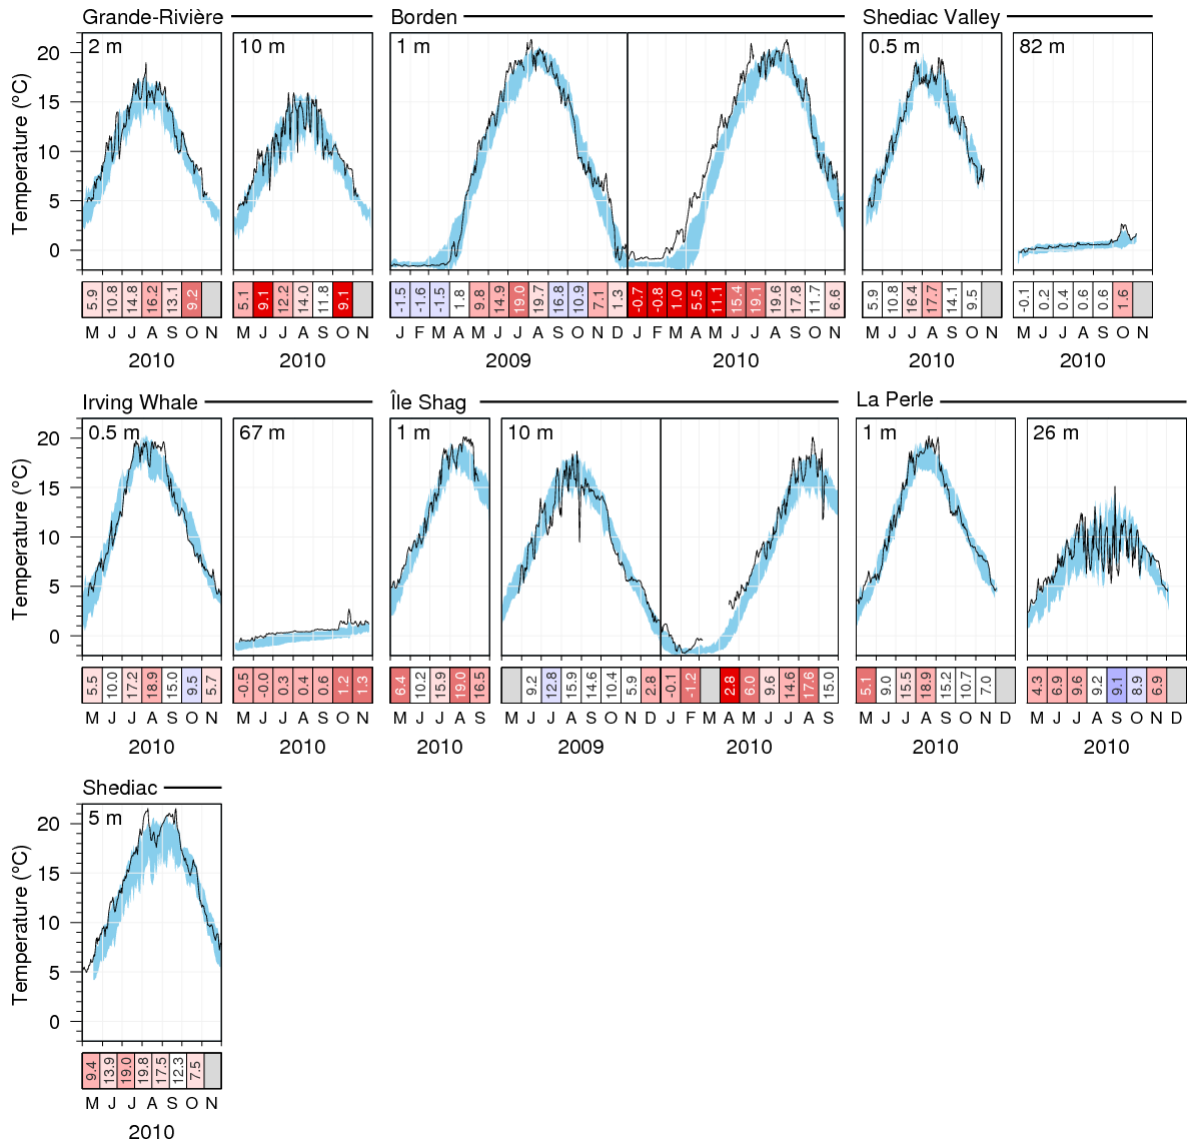 Grande-Rivière
Borden
Shediac Valley
2 m
10 m
1 m
0.5 m
82 m
Temperature (°C)
20
15
10
5
0
5.9 10.8 14.8 16.2 13.1 9.2
5.1 9.1 12.2 14.0 11.8 9.1
-1.5 -1.6 -1.5 1.8 9.8 14.9 19.0 19.7 16.8 10.9 7.1 1.3 -0.7 -0.8 1.0 5.5 11.1 15.4 19.1 19.6 17.8 11.7 6.6
5.9 10.8 16.4 17.7 14.1 9.5
-0.1 0.2 0.4 0.6 0.6 1.6
M J J A S O N
M J J A S O N
J F M A M J J A S O N D J F M A M J J A S O N
M J J A S O N
M J J A S O N
2010
2010
2009
2010
2010
2010
Irving Whale
Île Shag
La Perle
0.5 m
67 m
1 m
10 m
1 m
26 m
Temperature (°C)
20
15
10
5
0
5.5 10.0 17.2 18.9 15.0 9.5 5.7
-0.5 -0.0 0.3 0.4 0.6 1.2 1.3
6.4 10.2 15.9 19.0 16.5
9.2 12.8 15.9 14.6 10.4 5.9 2.8 -0.1 -1.2 2.8 6.0 9.6 14.6 17.6 15.0
5.1 9.0 15.5 18.9 15.2 10.7 7.0
4.3 6.9 9.8 9.2 9.1 8.9 6.9
M J J A S O N
M J J A S O N
M J J A S
M J J A S O N D J F M A M J J A S
M J J A S O N D
M J J A S O N D
2010
2010
2010
2009
2010
2010
2010
Shediac
5 m
Temperature (°C)
20
15
10
5
0
9.4 13.9 19.0 19.8 17.5 12.3 7.5
M J J A S O N
2010